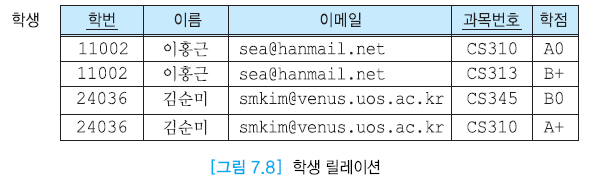 학생
학번 이름 이메일 과목번호 학점
11002 이홍근 sea@hanmail.net CS310 A0
11002 이홍근 sea@hanmail.net CS313 B+
24036 김순미 smkim@venus.uos.ac.kr CS345 B0
24036 김순미 smkim@venus.uos.ac.kr CS310 A+
[그림 7.8] 학생 릴레이션